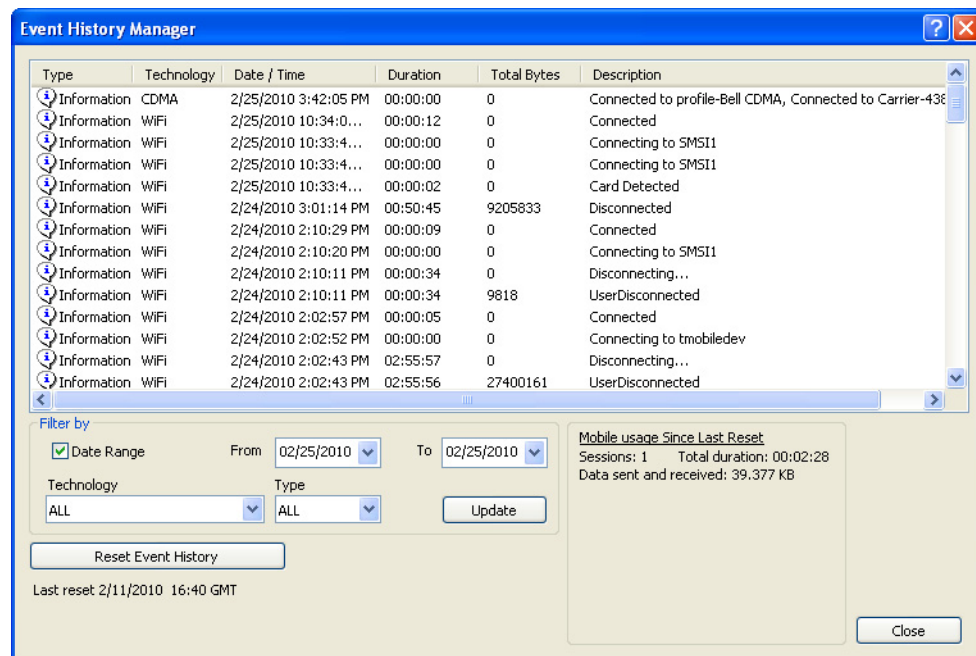 Event History Manager
Type Technology Date / Time Duration Total Bytes Description
Information CDMA 2/25/2010 3:42:05 PM 00:00:00 0 Connected to profile-Bell CDMA, Connected to Carrier-438
Information WiFi 2/25/2010 10:34:0... 00:00:12 0 Connected
Information WiFi 2/25/2010 10:33:4... 00:00:00 0 Connecting to SMSI1
Information WiFi 2/25/2010 10:33:4... 00:00:00 0 Connecting to SMSI1
Information WiFi 2/25/2010 10:33:4... 00:00:02 0 Card Detected
Information WiFi 2/24/2010 3:01:14 PM 00:50:45 9205833 Disconnected
Information WiFi 2/24/2010 2:10:29 PM 00:00:09 0 Connected
Information WiFi 2/24/2010 2:10:20 PM 00:00:00 0 Connecting to SMSI1
Information WiFi 2/24/2010 2:10:11 PM 00:00:34 0 Disconnecting...
Information WiFi 2/24/2010 2:10:11 PM 00:00:34 9818 UserDisconnected
Information WiFi 2/24/2010 2:02:57 PM 00:00:05 0 Connected
Information WiFi 2/24/2010 2:02:52 PM 00:00:00 0 Connecting to tmobiledev
Information WiFi 2/24/2010 2:02:43 PM 02:55:57 0 Disconnecting...
Information WiFi 2/24/2010 2:02:43 PM 02:55:56 27400161 UserDisconnected
Filter by
Date Range From 02/25/2010 To 02/25/2010
Technology Type
ALL ALL Update
Mobile usage Since Last Reset
Sessions: 1 Total duration: 00:02:28
Data sent and received: 39.377 KB
Reset Event History
Last reset 2/11/2010 16:40 GMT
Close